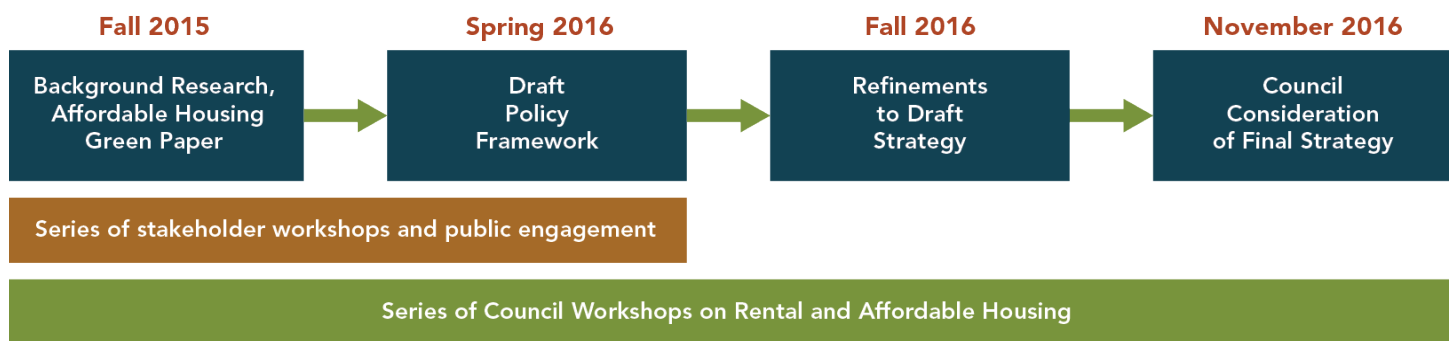 Fall 2015
Background Research,
Affordable Housing
Green Paper
Spring 2016
Draft
Policy
Framework
Fall 2016
Refinements
to Draft
Strategy
November 2016
Council
Consideration
of Final Strategy
Series of stakeholder workshops and public engagement
Series of Council Workshops on Rental and Affordable Housing